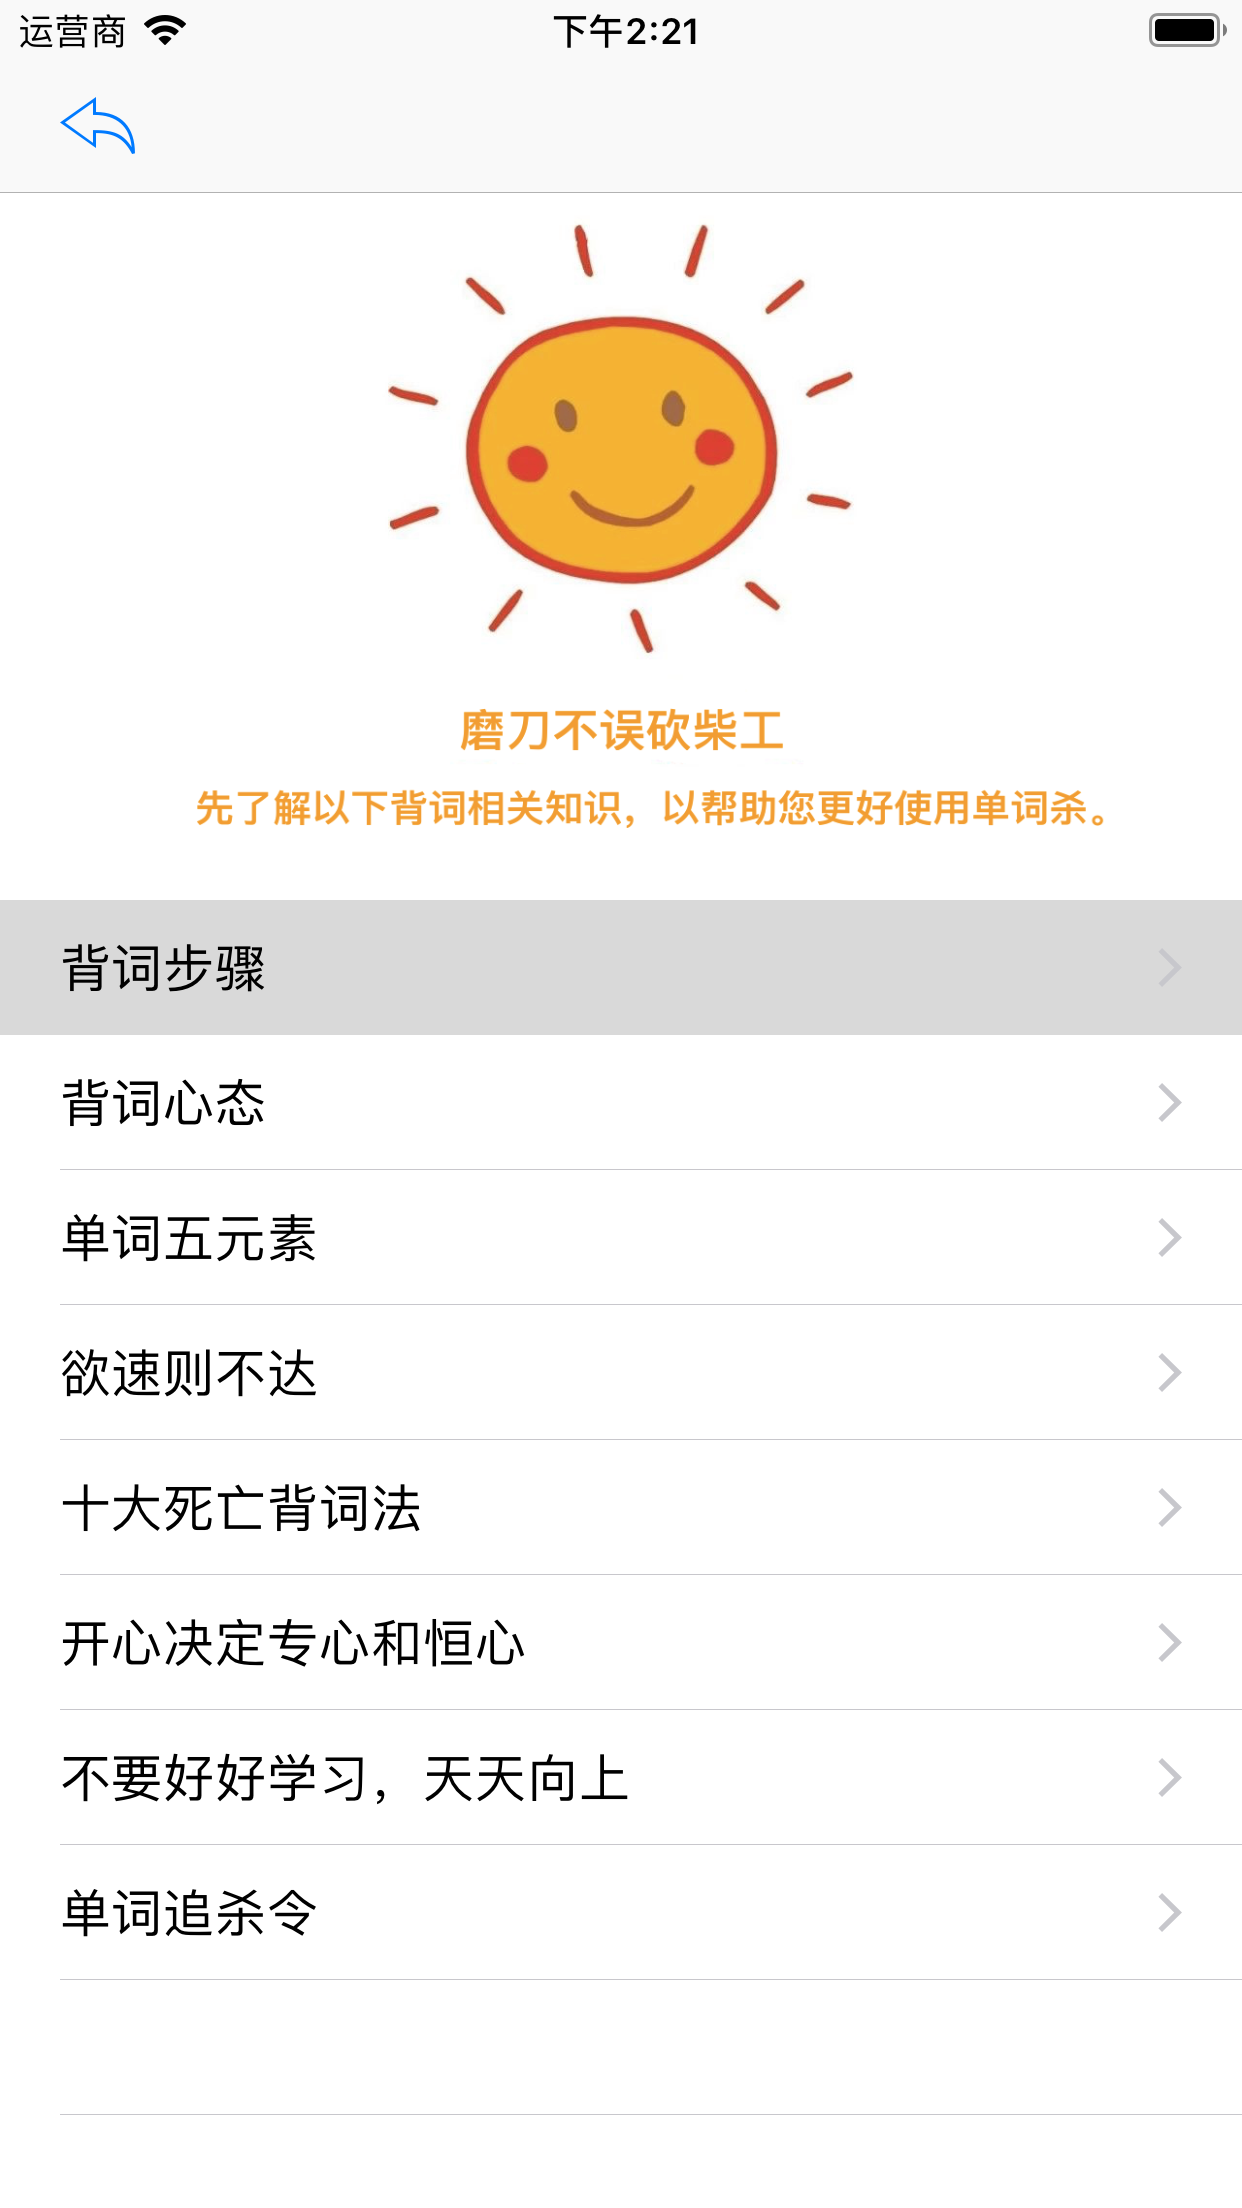 运营商
下午2:21
磨刀不误砍柴工
先了解以下背词相关知识，以帮助您更好使用单词杀。
背词步骤
背词心态
单词五元素
欲速则不达
十大死亡背词法
开心决定专心和恒心
不要好好学习，天天向上
单词追杀令